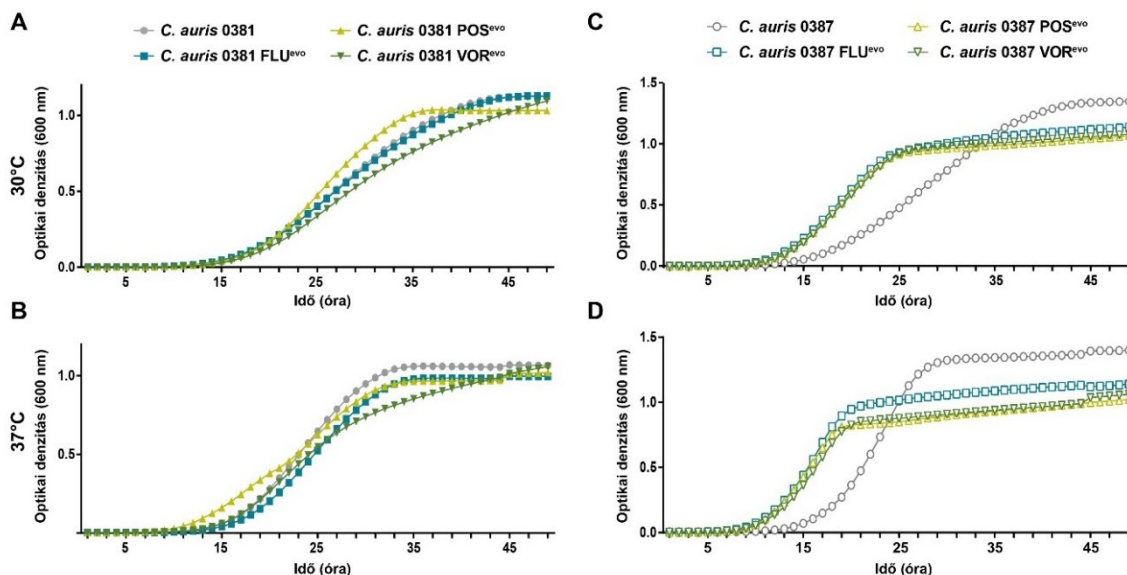 A
C. auris 0381
C. auris 0381 POSᵉᵛᵒ
C. auris 0381 FLUᵉᵛᵒ
C. auris 0381 VORᵉᵛᵒ
30°C
Optikai denzitás (600 nm)
1.0
0.5
0.0
5 15 25 35 45
Idő (óra)
B
37°C
Optikai denzitás (600 nm)
1.0
0.5
5 15 25 35 45
Idő (óra)
C
C. auris 0387
C. auris 0387 POSᵉᵛᵒ
C. auris 0387 FLUᵉᵛᵒ
C. auris 0387 VORᵉᵛᵒ
Optikai denzitás (600 nm)
1.5
1.0
0.5
0.0
5 15 25 35 45
Idő (óra)
D
Optikai denzitás (600 nm)
1.5
1.0
0.5
0.0
5 15 25 35 45
Idő (óra)